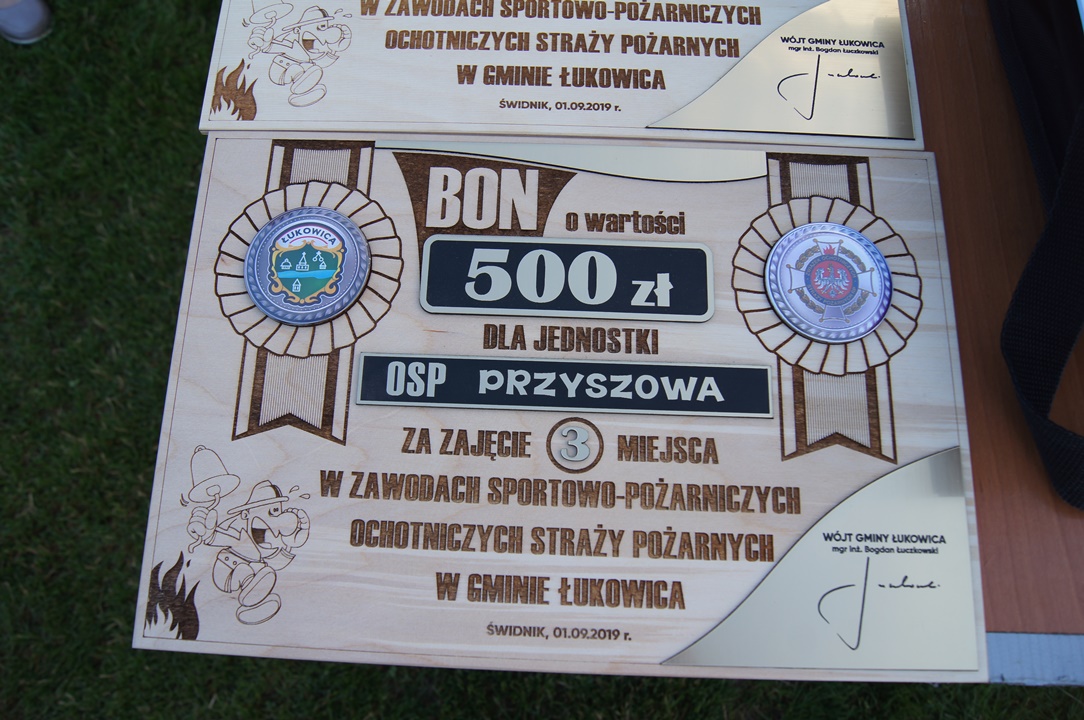 W ZAWODACH SPORTOWO-POŻARNICZYCH
OCHOTNICZYCH STRAŻY POŻARNYCH
W GMINIE ŁUKOWICA
ŚWIDNIK, 01.09.2019 r.
WÓJT GMINY ŁUKOWICA
mgr inż. Bogdan Łuczkowski
BON
o wartości
500 zł
DLA JEDNOSTKI
OSP PRZYSZOWA
ZA ZAJĘCIE 3 MIEJSCA
W ZAWODACH SPORTOWO-POŻARNICZYCH
OCHOTNICZYCH STRAŻY POŻARNYCH
W GMINIE ŁUKOWICA
ŚWIDNIK, 01.09.2019 r.
ŁUKOWICA
WÓJT GMINY ŁUKOWICA
mgr inż. Bogdan Łuczkowski